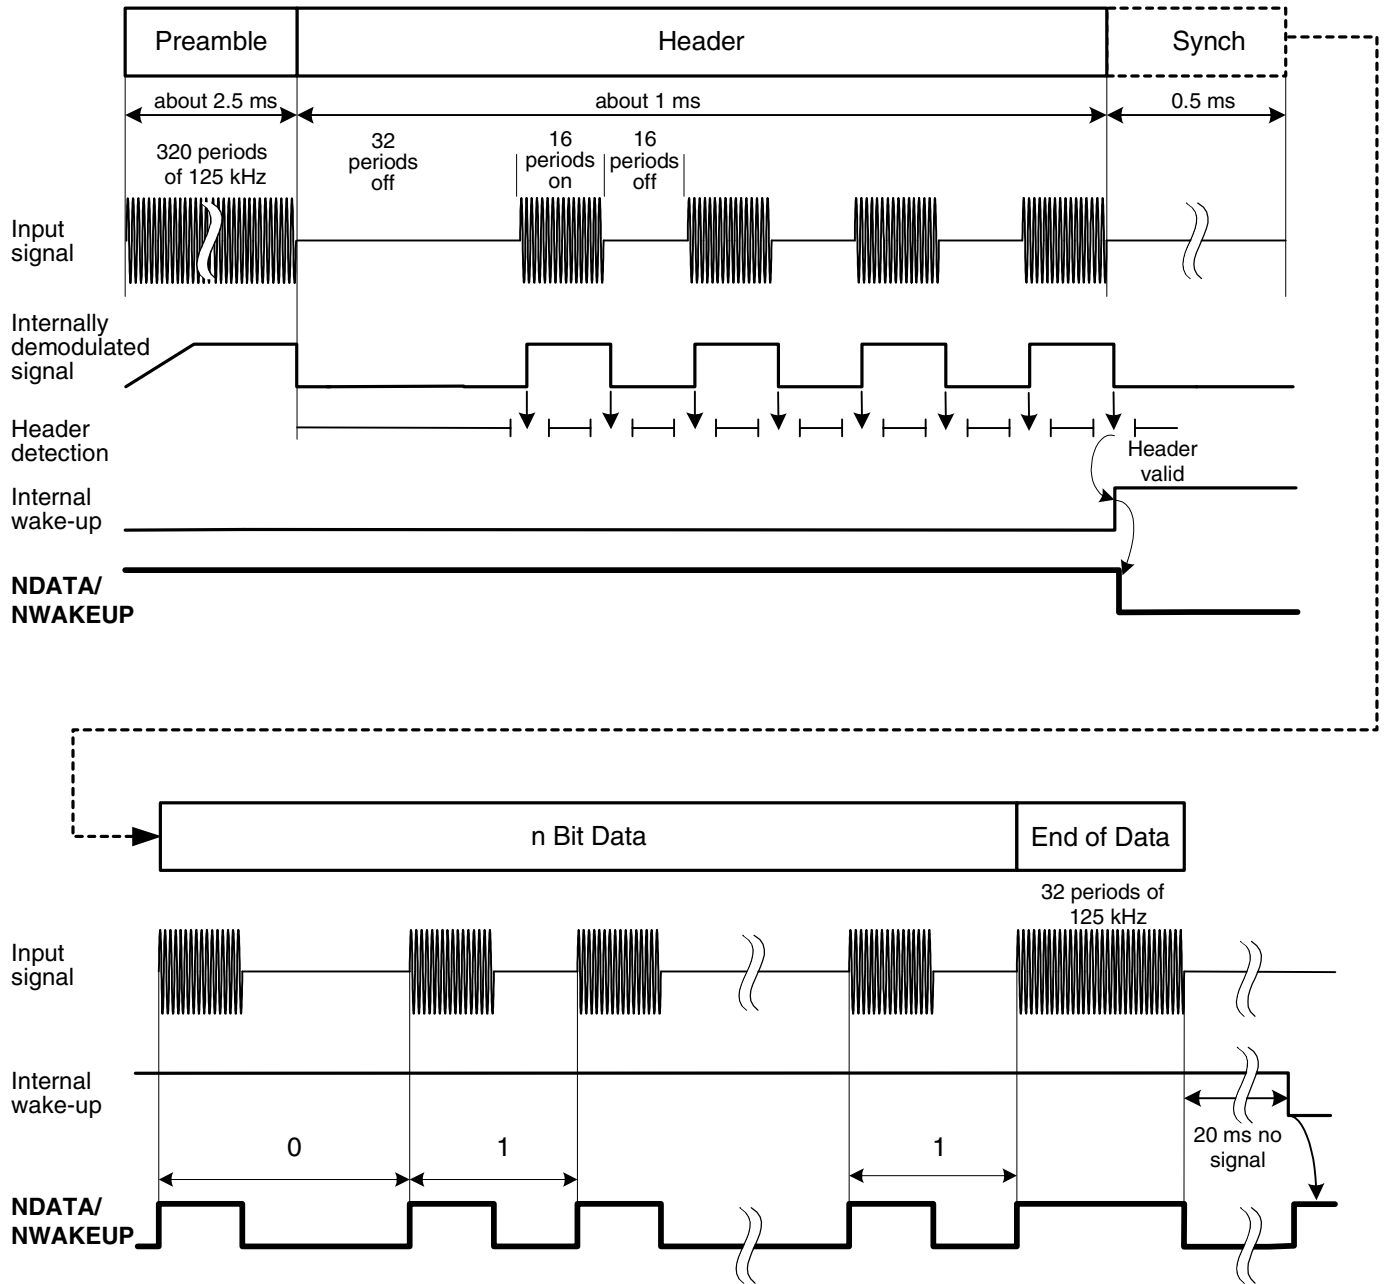 Preamble
Header
Synch
about 2.5 ms
about 1 ms
0.5 ms
320 periods
of 125 kHz
32
periods
off
16
periods
on
16
periods
off
Input
signal
Internally
demodulated
signal
Header
detection
Header
valid
Internal
wake-up
NDATA/
NWAKEUP
n Bit Data
End of Data
32 periods of
125 kHz
Input
signal
Internal
wake-up
20 ms no
signal
0
1
1
NDATA/
NWAKEUP